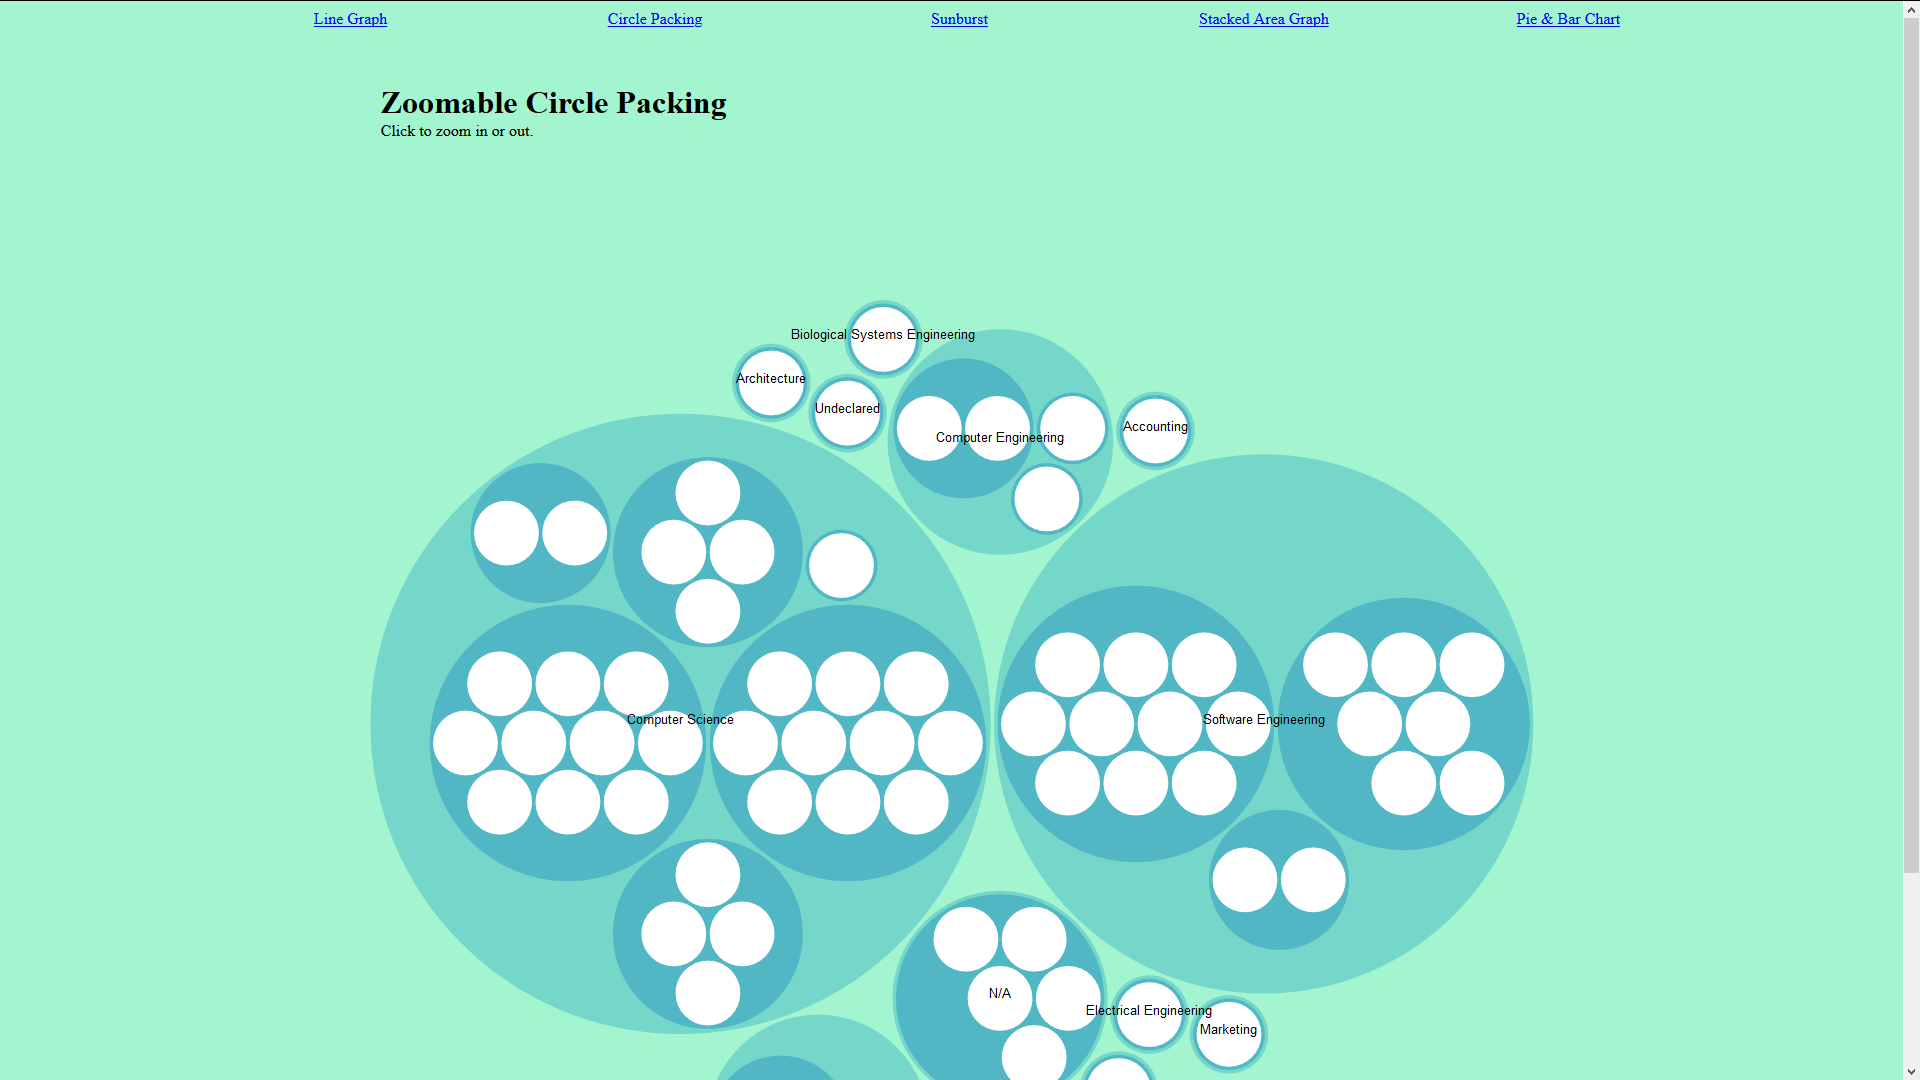 Line Graph
Circle Packing
Sunburst
Stacked Area Graph
Pie & Bar Chart
Zoomable Circle Packing
Click to zoom in or out.
Biological Systems Engineering
Architecture
Undeclared
Accounting
Computer Engineering
Computer Science
Software Engineering
N/A
Electrical Engineering
Marketing